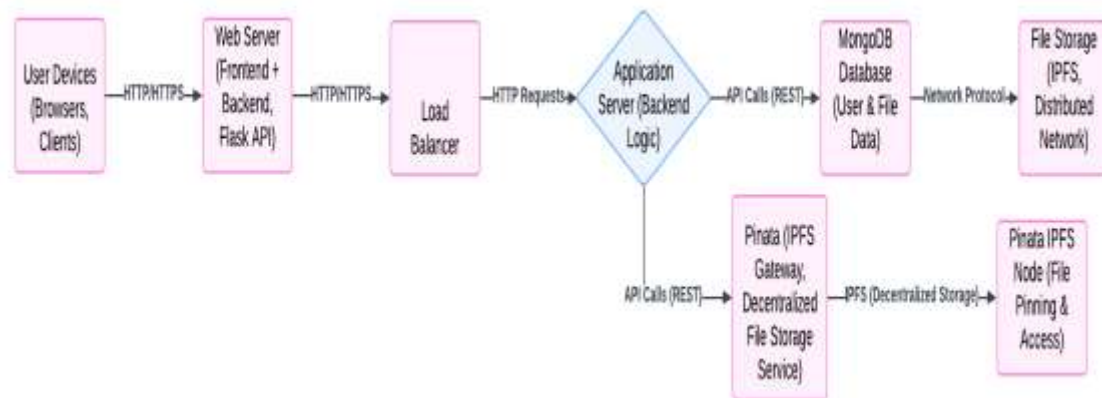 User Devices
(Browsers,
Clients)
HTTP/HTTPS
Web Server
(Frontend +
Backend,
Flask API)
HTTP/HTTPS
Load
Balancer
HTTP Requests
Application
Server (Backend
Logic)
API Calls (REST)
MongoDB
Database
(User & File
Data)
Network Protocol
File Storage
(IPFS,
Distributed
Network)
API Calls (REST)
Pinata (IPFS
Gateway,
Decentralized
File Storage
Service)
IPFS (Decentralized Storage)
Pinata IPFS
Node (File
Pinning &
Access)